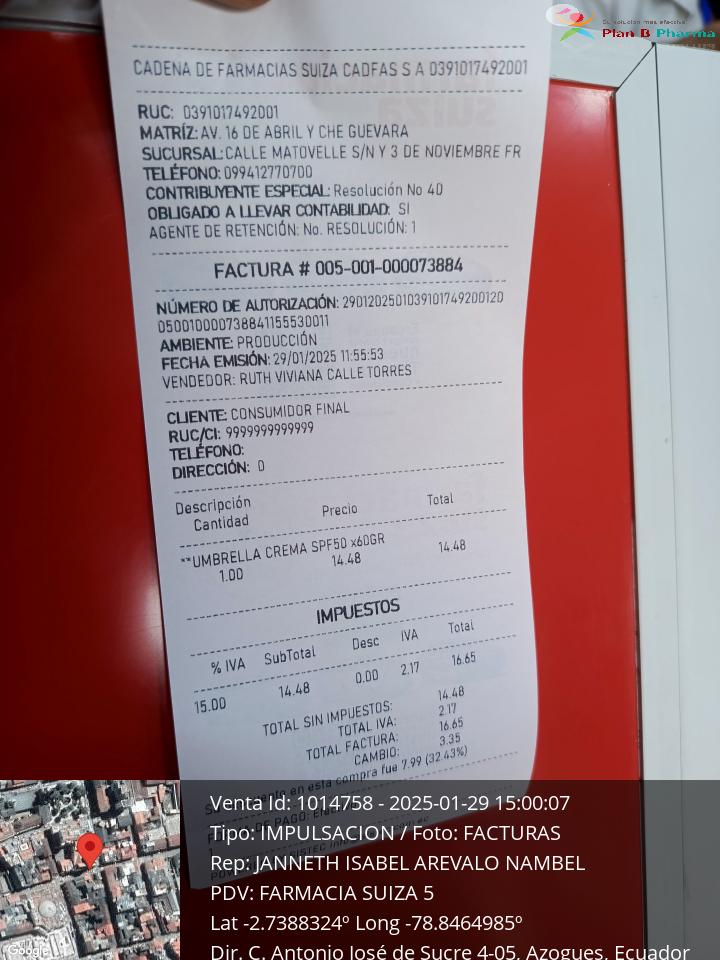 Su solución más efectiva
Plan B Pharma
CADENA DE FARMACIAS SUIZA CADFAS S A 0391017492001
RUC: 0391017492001
MATRÍZ: AV. 16 DE ABRIL Y CHE GUEVARA
SUCURSAL: CALLE MATOVELLE S/N Y 3 DE NOVIEMBRE FR
TELÉFONO: 099412770700
CONTRIBUYENTE ESPECIAL: Resolución No 40
OBLIGADO A LLEVAR CONTABILIDAD: SI
AGENTE DE RETENCIÓN: No. RESOLUCIÓN: 1
FACTURA # 005-001-000073884
NÚMERO DE AUTORIZACIÓN: 2901202501039101749200120
050010000738841155530011
AMBIENTE: PRODUCCIÓN
FECHA EMISIÓN: 29/01/2025 11:55:53
VENDEDOR: RUTH VIVIANA CALLE TORRES
CLIENTE: CONSUMIDOR FINAL
RUC/CI: 9999999999999
TELÉFONO:
DIRECCIÓN: 0
Descripción
Cantidad Precio Total
**UMBRELLA CREMA SPF50 x60GR
1.00 14.48 14.48
IMPUESTOS
% IVA SubTotal Desc IVA Total
15.00 14.48 0.00 2.17 16.65
TOTAL SIN IMPUESTOS: 14.48
TOTAL IVA: 2.17
TOTAL FACTURA: 16.65
CAMBIO: 3.35
en esta compra fue 7.99 (32.43%)
DE PAGO:
Venta Id: 1014758 - 2025-01-29 15:00:07
Tipo: IMPULSACION / Foto: FACTURAS
Rep: JANNETH ISABEL AREVALO NAMBEL
PDV: FARMACIA SUIZA 5
Lat -2.7388324º Long -78.8464985º
Dir. C. Antonio José de Sucre 4-05, Azogues, Ecuador
Google